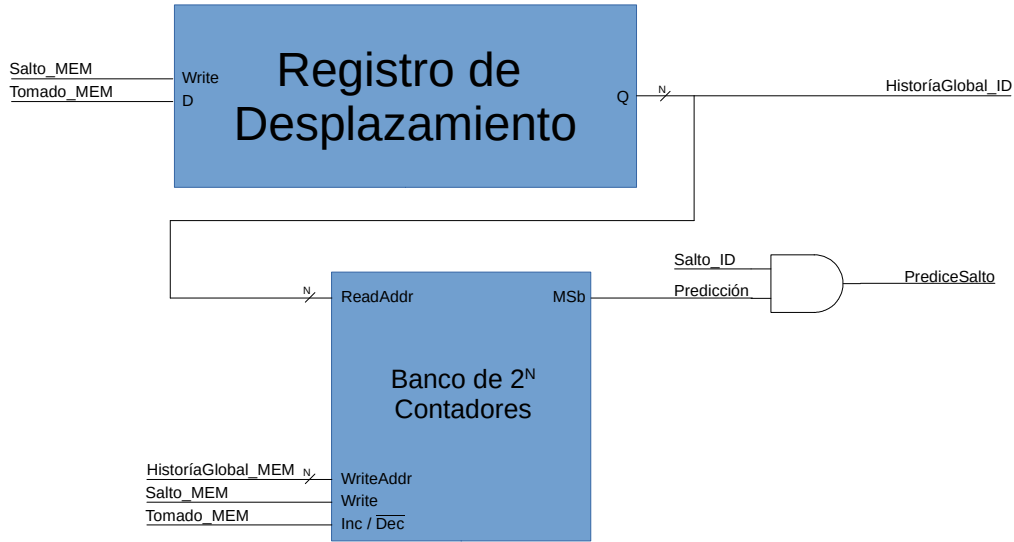 Salto_MEM
Tomado_MEM
Write
D
Registro de
Desplazamiento
Q
N
HistoríaGlobal_ID
N
ReadAddr
MSb
Salto_ID
Predicción
PrediceSalto
Banco de 2^N
Contadores
HistoríaGlobal_MEM
N
WriteAddr
Salto_MEM
Write
Tomado_MEM
Inc / Dec